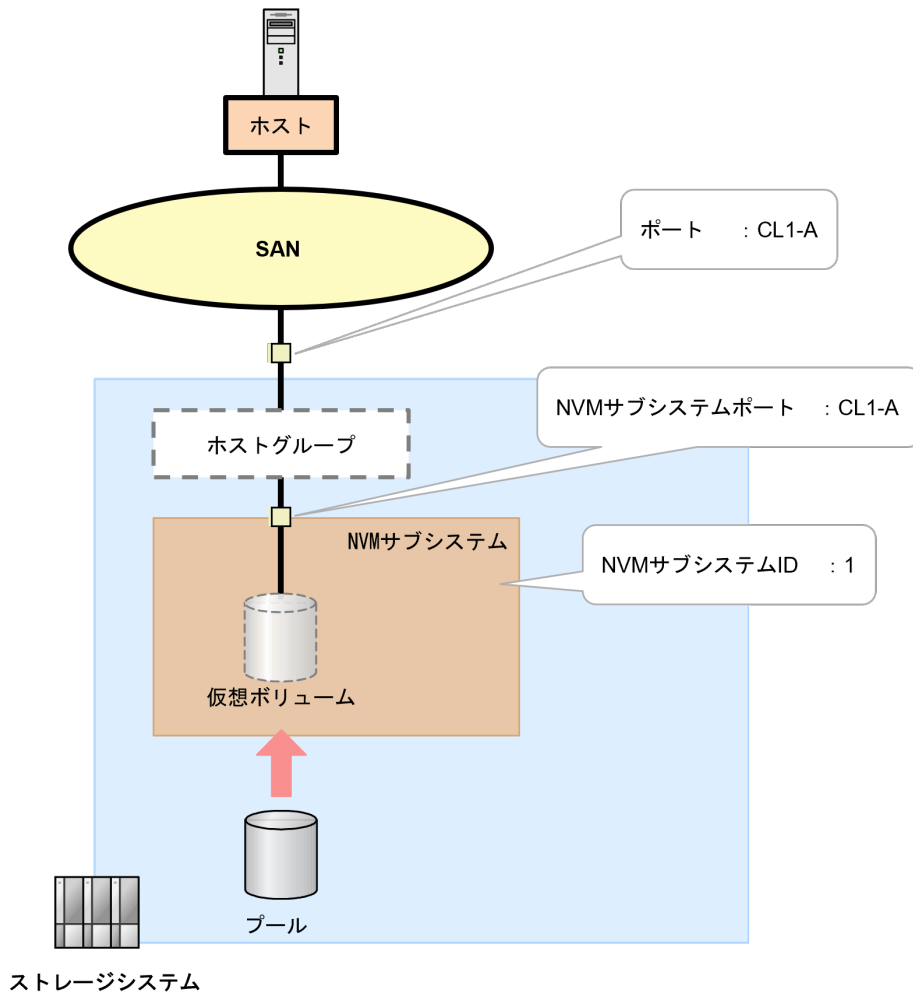 ホスト
SAN
ポート : CL1-A
NVMサブシステムポート : CL1-A
ホストグループ
NVMサブシステム
NVMサブシステムID : 1
仮想ボリューム
プール
ストレージシステム